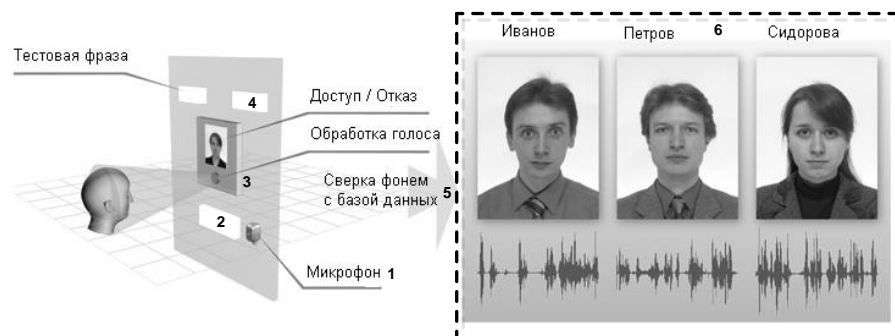 Тестовая фраза
4
Доступ / Отказ
Обработка голоса
3
Сверка фонем
с базой данных 5
2
Микрофон 1
Иванов Петров 6 Сидорова